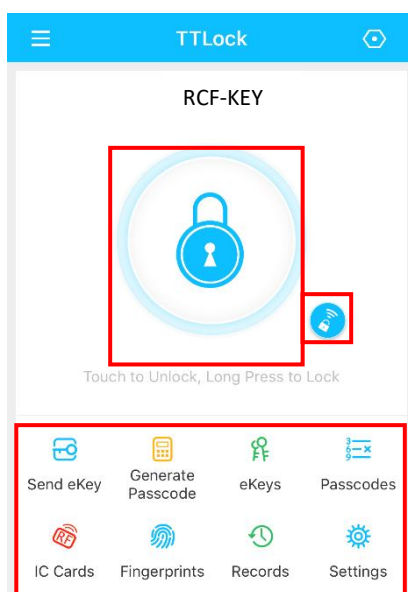 TTLock
RCF-KEY
Touch to Unlock, Long Press to Lock
Send eKey
Generate
Passcode
eKeys
Passcodes
IC Cards
Fingerprints
Records
Settings